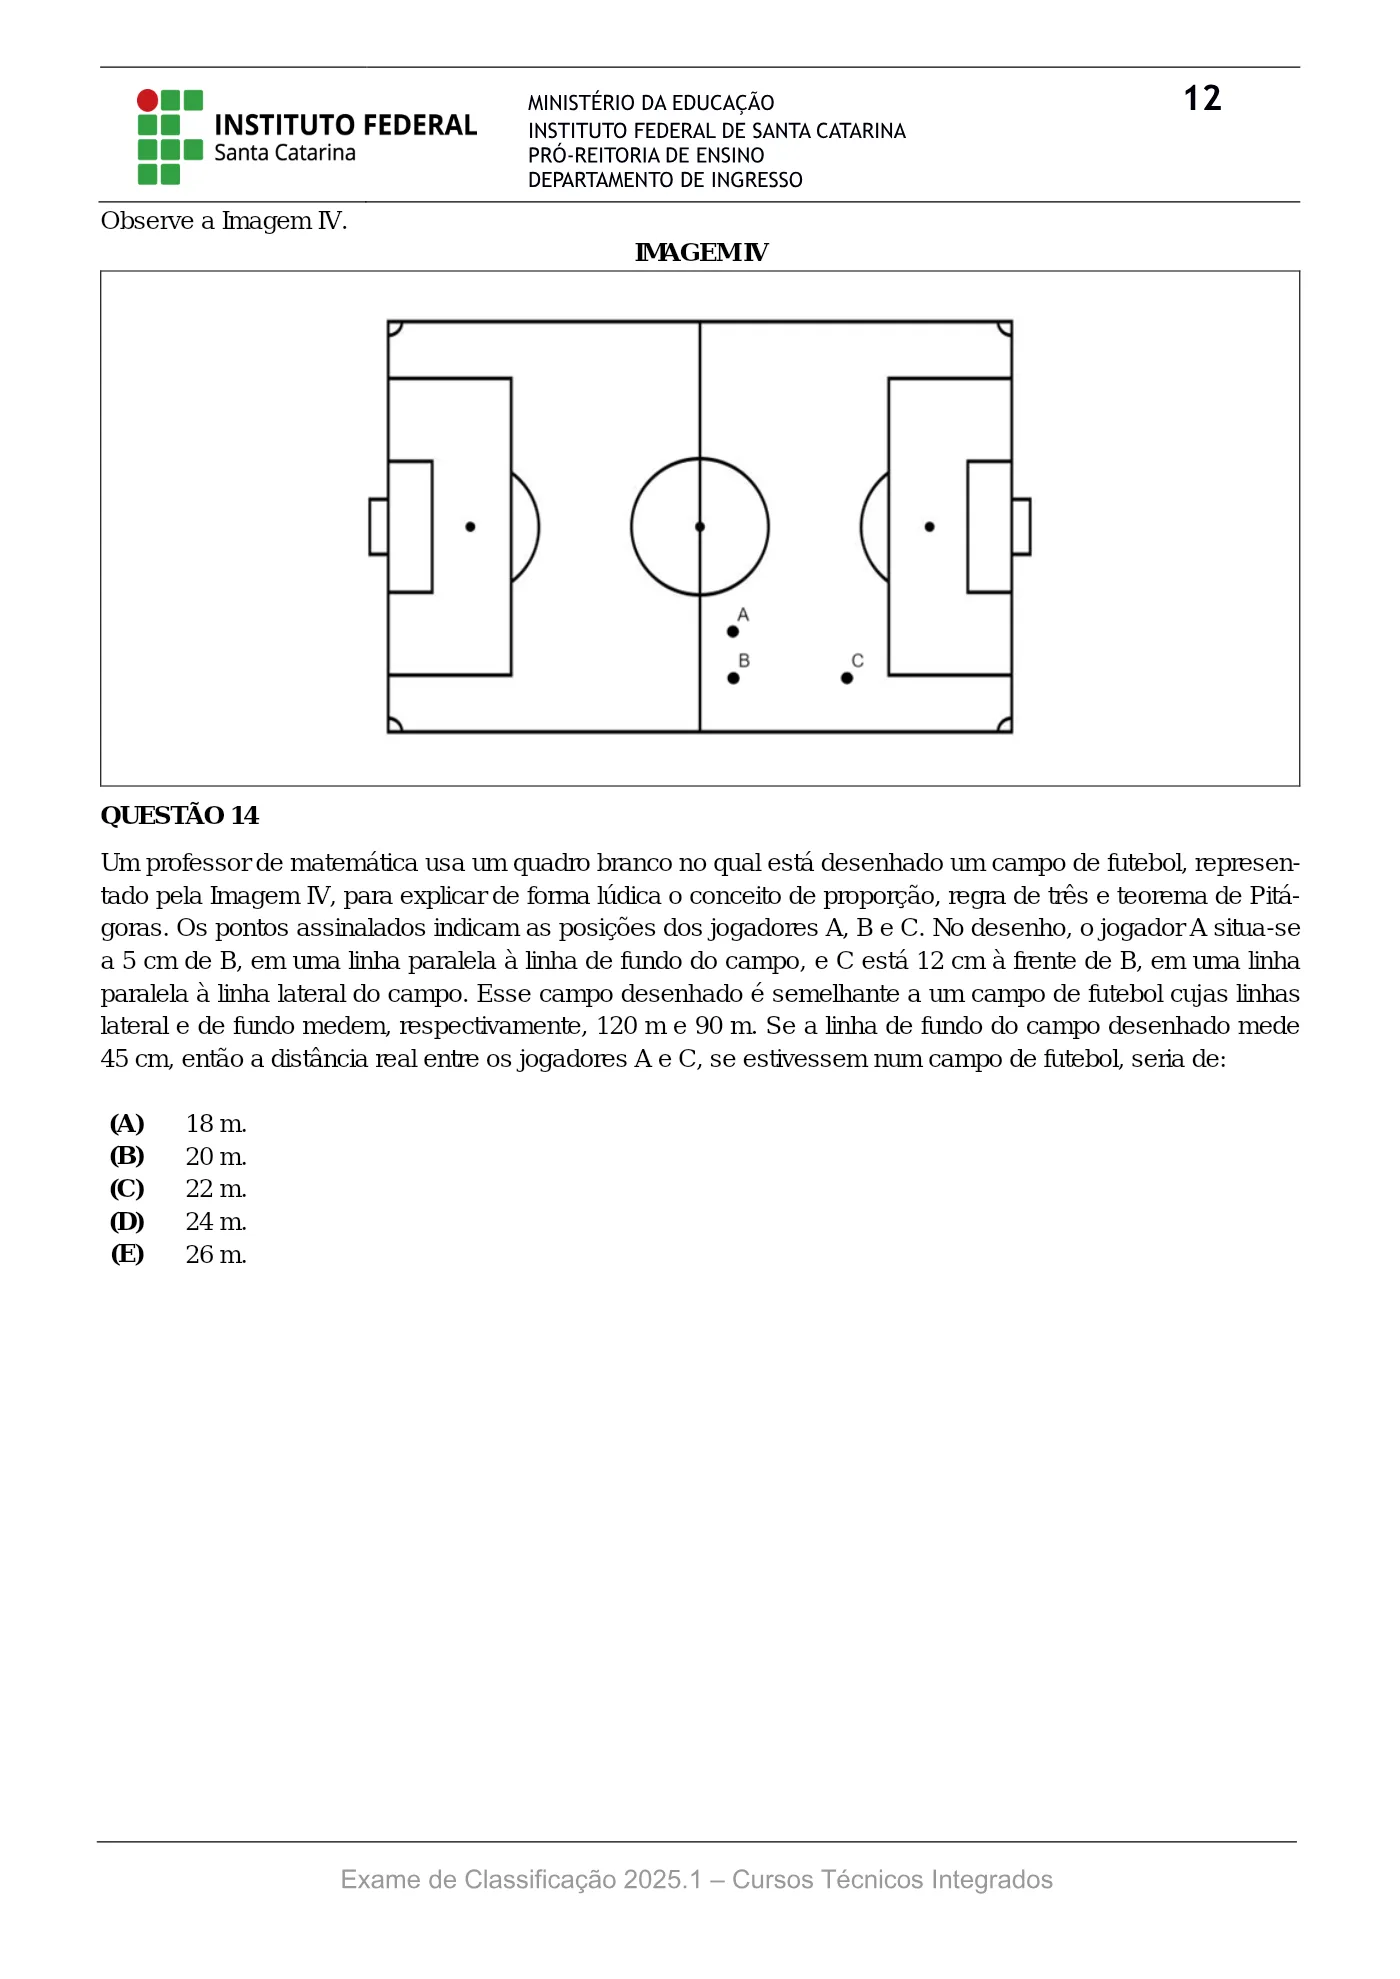 INSTITUTO FEDERAL
Santa Catarina
MINISTÉRIO DA EDUCAÇÃO
INSTITUTO FEDERAL DE SANTA CATARINA
PRÓ-REITORIA DE ENSINO
DEPARTAMENTO DE INGRESSO
12
Observe a Imagem IV.
IMAGEM IV
A
B
C
QUESTÃO 14
Um professor de matemática usa um quadro branco no qual está desenhado um campo de futebol, represen-
tado pela Imagem IV, para explicar de forma lúdica o conceito de proporção, regra de três e teorema de Pitá-
goras. Os pontos assinalados indicam as posições dos jogadores A, B e C. No desenho, o jogador A situa-se
a 5 cm de B, em uma linha paralela à linha de fundo do campo, e C está 12 cm à frente de B, em uma linha
paralela à linha lateral do campo. Esse campo desenhado é semelhante a um campo de futebol cujas linhas
lateral e de fundo medem, respectivamente, 120 m e 90 m. Se a linha de fundo do campo desenhado mede
45 cm, então a distância real entre os jogadores A e C, se estivessem num campo de futebol, seria de:
(A) 18 m.
(B) 20 m.
(C) 22 m.
(D) 24 m.
(E) 26 m.
Exame de Classificação 2025.1 – Cursos Técnicos Integrados